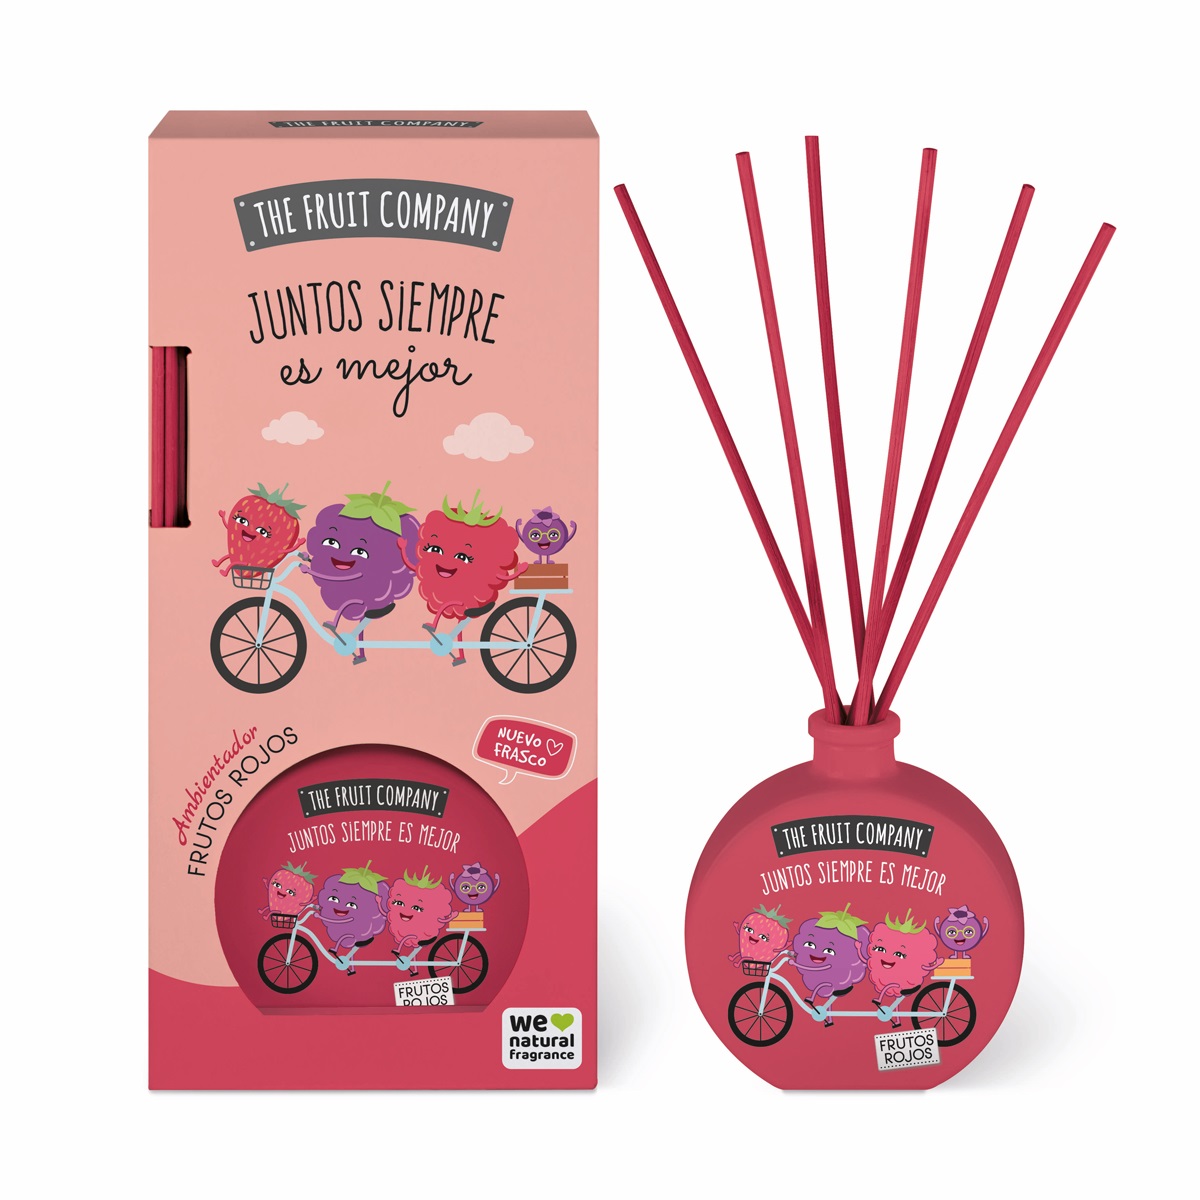 THE FRUIT COMPANY
THE FRUIT COMPANY
JUNTOS SIEMPRE
es mejor
Ambientador
FRUTOS ROJOS
NUEVO
FRASCO
THE FRUIT COMPANY
JUNTOS SIEMPRE ES MEJOR
FRUTOS
ROJOS
we
natural
fragrance
THE FRUIT COMPANY
JUNTOS SIEMPRE ES MEJOR
FRUTOS
ROJOS